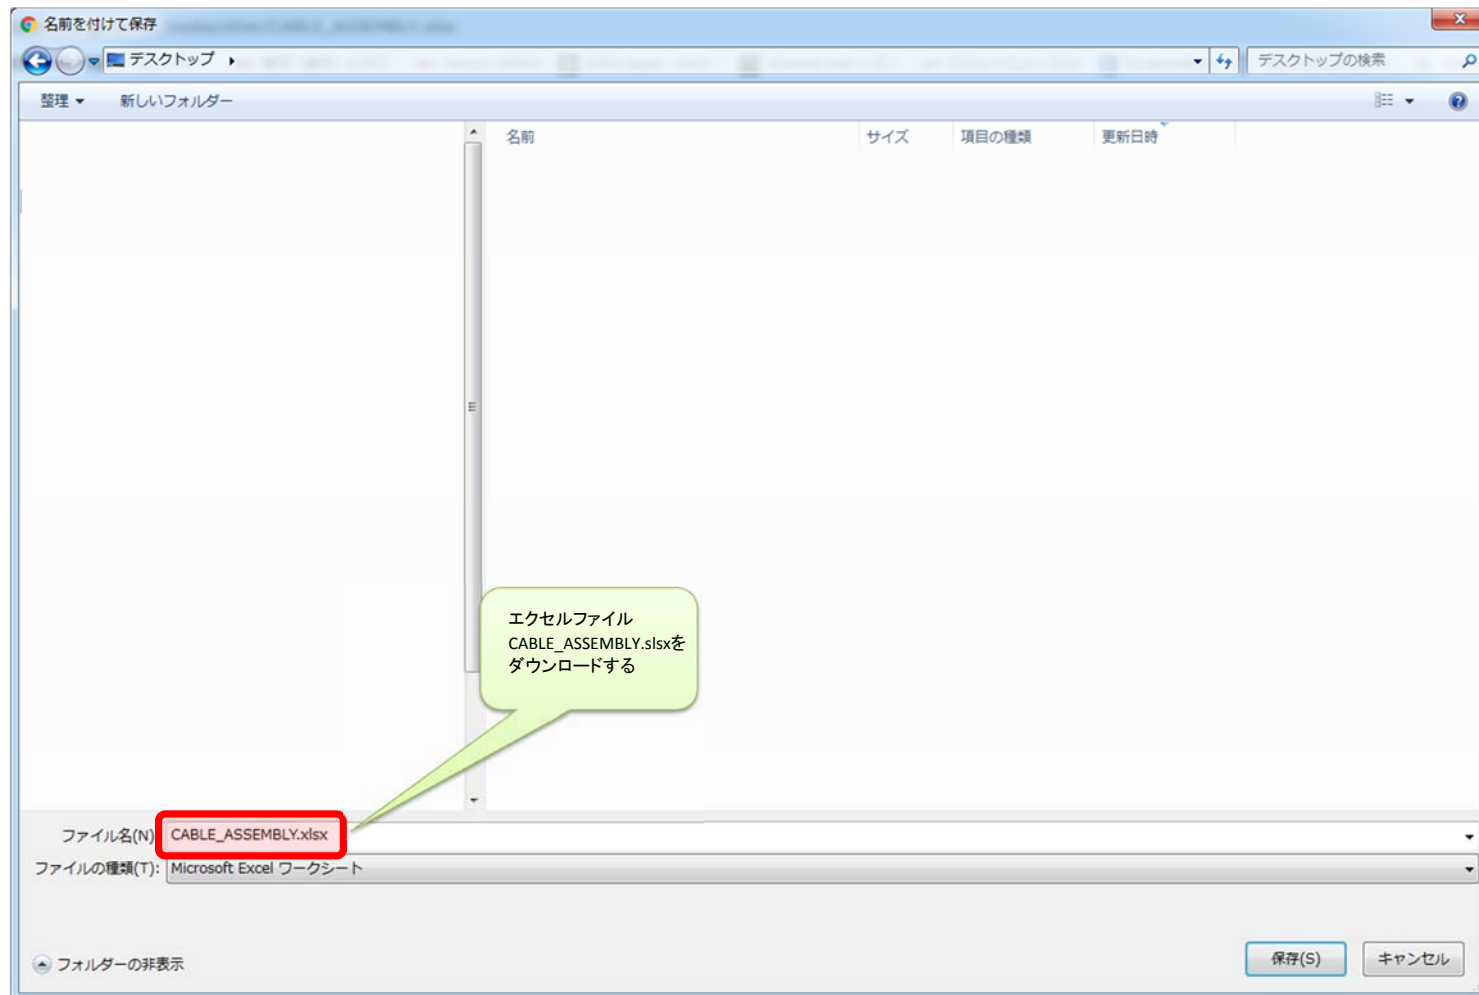 名前を付けて保存
デスクトップ
デスクトップの検索
整理 新しいフォルダー
名前 サイズ 項目の種類 更新日時
エクセルファイル
CABLE_ASSEMBLY.slsxを
ダウンロードする
ファイル名(N) CABLE_ASSEMBLY.xlsx
ファイルの種類(T): Microsoft Excel ワークシート
フォルダーの非表示
保存(S) キャンセル